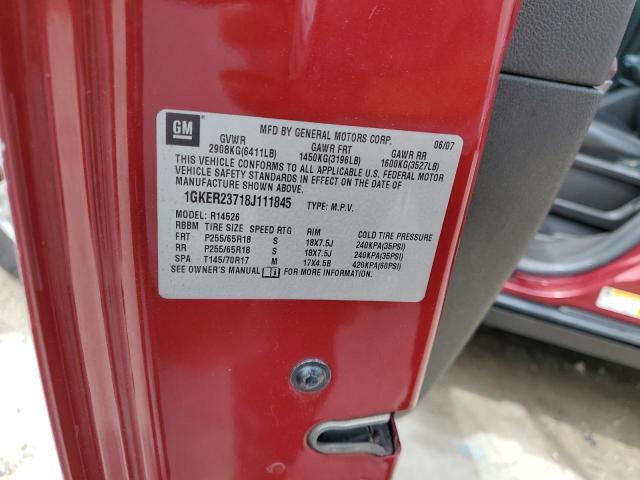 GM
MFD BY GENERAL MOTORS CORP. 06/07
GVWR GAWR FRT GAWR RR
2908KG(6411LB) 1450KG(3196LB) 1600KG(3527LB)
THIS VEHICLE CONFORMS TO ALL APPLICABLE U.S. FEDERAL MOTOR
VEHICLE SAFETY STANDARDS IN EFFECT ON THE DATE OF
MANUFACTURE SHOWN ABOVE.
1GKER23718J111845 TYPE: M.P.V.
MODEL: R14526
RBBM TIRE SIZE SPEED RTG RIM COLD TIRE PRESSURE
FRT P255/65R18 S 18X7.5J 240KPA(35PSI)
RR P255/65R18 S 18X7.5J 240KPA(35PSI)
SPA T145/70R17 M 17X4.5B 420KPA(60PSI)
SEE OWNER'S MANUAL FOR MORE INFORMATION.